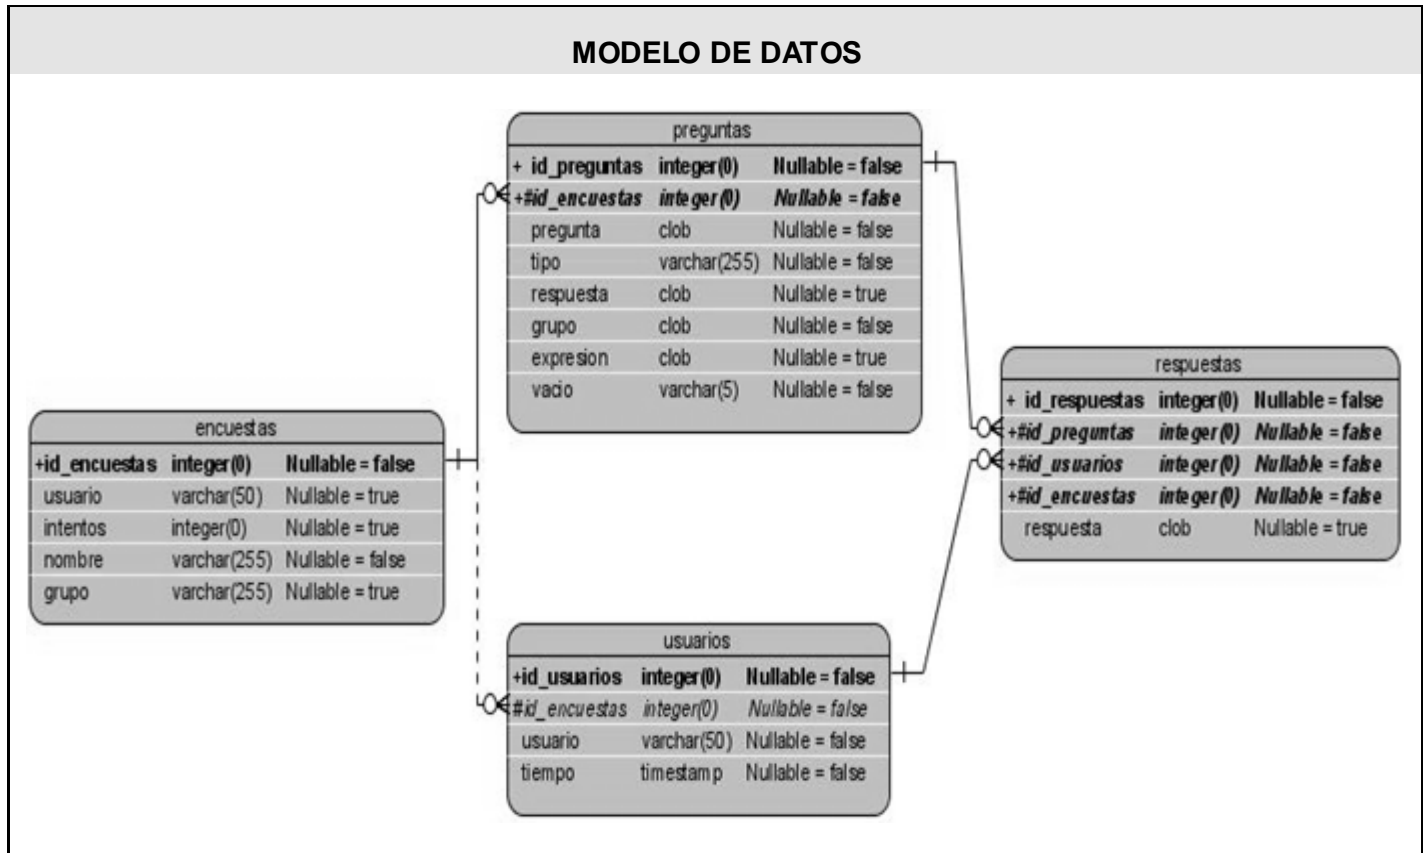 MODELO DE DATOS
preguntas
+ id_preguntas integer(0) Nullable = false
+#id_encuestas integer(0) Nullable = false
pregunta clob Nullable = false
tipo varchar(255) Nullable = false
respuesta clob Nullable = true
grupo clob Nullable = false
expresion clob Nullable = true
vacio varchar(5) Nullable = false
encuestas
+id_encuestas integer(0) Nullable = false
usuario varchar(50) Nullable = true
intentos integer(0) Nullable = true
nombre varchar(255) Nullable = false
grupo varchar(255) Nullable = true
usuarios
+id_usuarios integer(0) Nullable = false
#id_encuestas integer(0) Nullable = false
usuario varchar(50) Nullable = false
tiempo timestamp Nullable = false
respuestas
+ id_respuestas integer(0) Nullable = false
+#id_preguntas integer(0) Nullable = false
+#id_usuarios integer(0) Nullable = false
+#id_encuestas integer(0) Nullable = false
respuesta clob Nullable = true